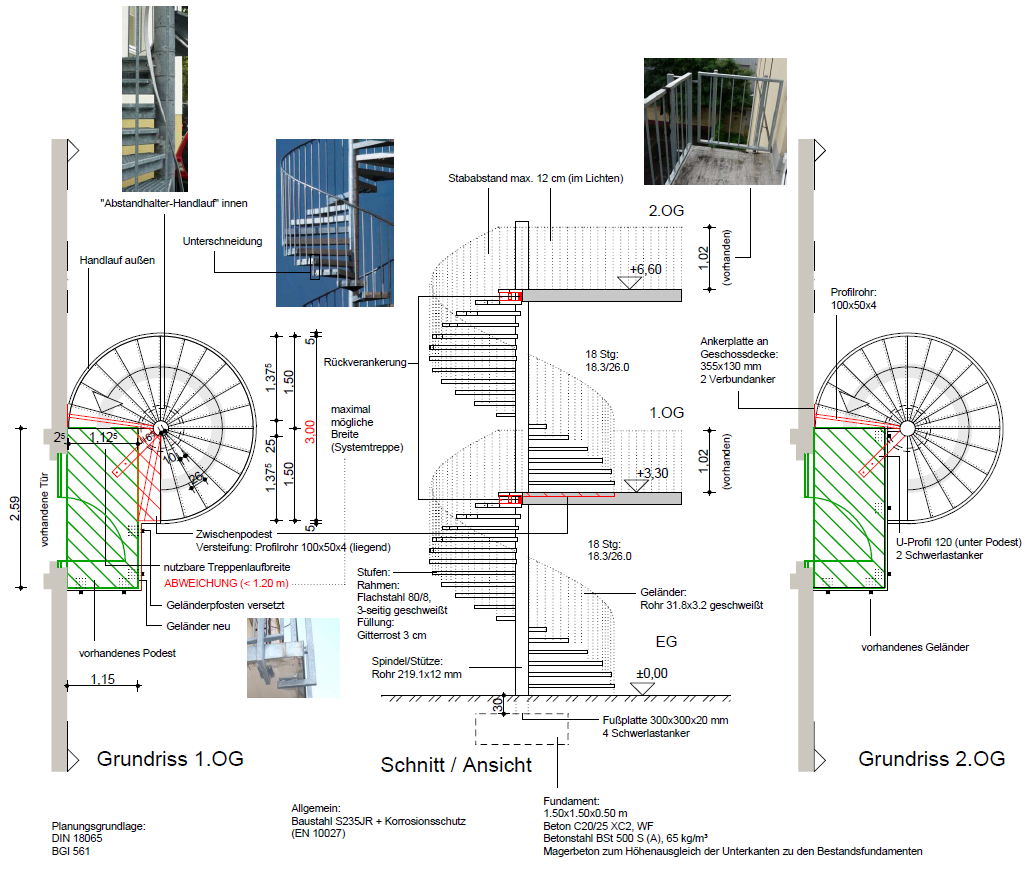 "Abstandhalter-Handlauf" innen
Unterschneidung
Handlauf außen
Stababstand max. 12 cm (im Lichten)
2.OG
1,02
(vorhanden)
+6,60
Profilrohr:
100x50x4
Ankerplatte an
Geschossdecke:
355x130 mm
2 Verbundanker
Rückverankerung
18 Stg:
18.3/26.0
5
1.37⁵
1.50
3,00
25
1.37⁵
1.50
5
maximal
mögliche
Breite
(Systemtreppe)
1.OG
1,02
(vorhanden)
+3,30
2⁵
1,12⁵
10
26
2,59
vorhandene Tür
Zwischenpodest
Versteifung: Profilrohr 100x50x4 (liegend)
nutzbare Treppenlaufbreite
ABWEICHUNG (< 1.20 m)
Geländerpfosten versetzt
Geländer neu
vorhandenes Podest
1,15
18 Stg:
18.3/26.0
Stufen:
Rahmen:
Flachstahl 80/8,
3-seitig geschweißt
Füllung:
Gitterrost 3 cm
Geländer:
Rohr 31.8x3.2 geschweißt
EG
±0,00
Spindel/Stütze:
Rohr 219.1x12 mm
30
Fußplatte 300x300x20 mm
4 Schwerlastanker
U-Profil 120 (unter Podest)
2 Schwerlastanker
vorhandenes Geländer
Grundriss 1.OG
Schnitt / Ansicht
Grundriss 2.OG
Planungsgrundlage:
DIN 18065
BGI 561
Allgemein:
Baustahl S235JR + Korrosionsschutz
(EN 10027)
Fundament:
1.50x1.50x0.50 m
Beton C20/25 XC2, WF
Betonstahl BSt 500 S (A), 65 kg/m³
Magerbeton zum Höhenausgleich der Unterkanten zu den Bestandsfundamenten